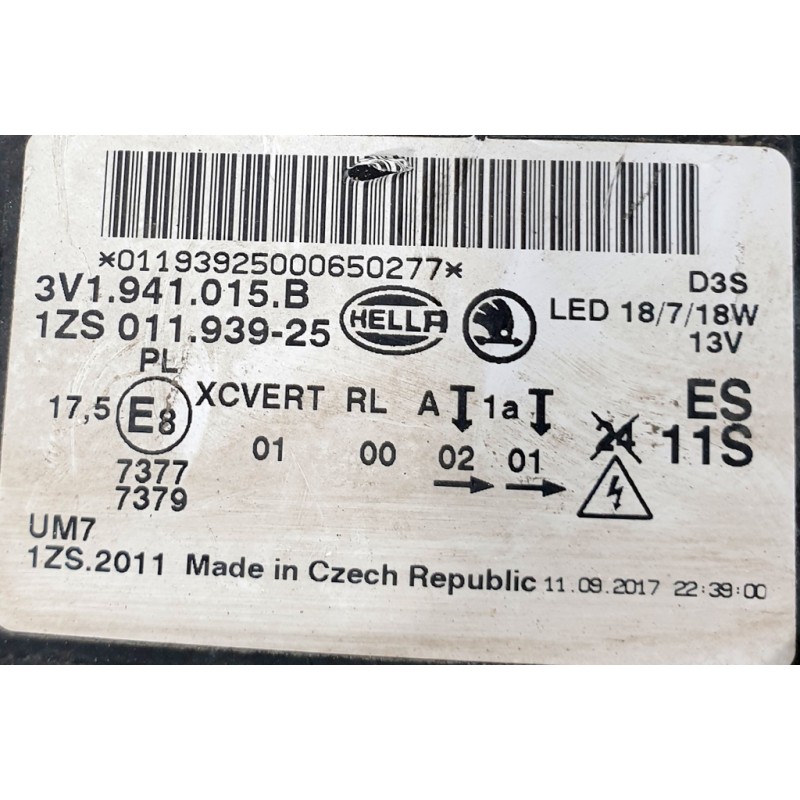 *01193925000650277*
3V1.941.015.B
1ZS 011.939-25
HELLA
D3S
LED 18/7/18W
13V
PL
17,5 E8 XCVERT RL A 1a
01 00 02 01
7377
7379
24
ES
11S
UM7
1ZS.2011 Made in Czech Republic 11.09.2017 22:39:00